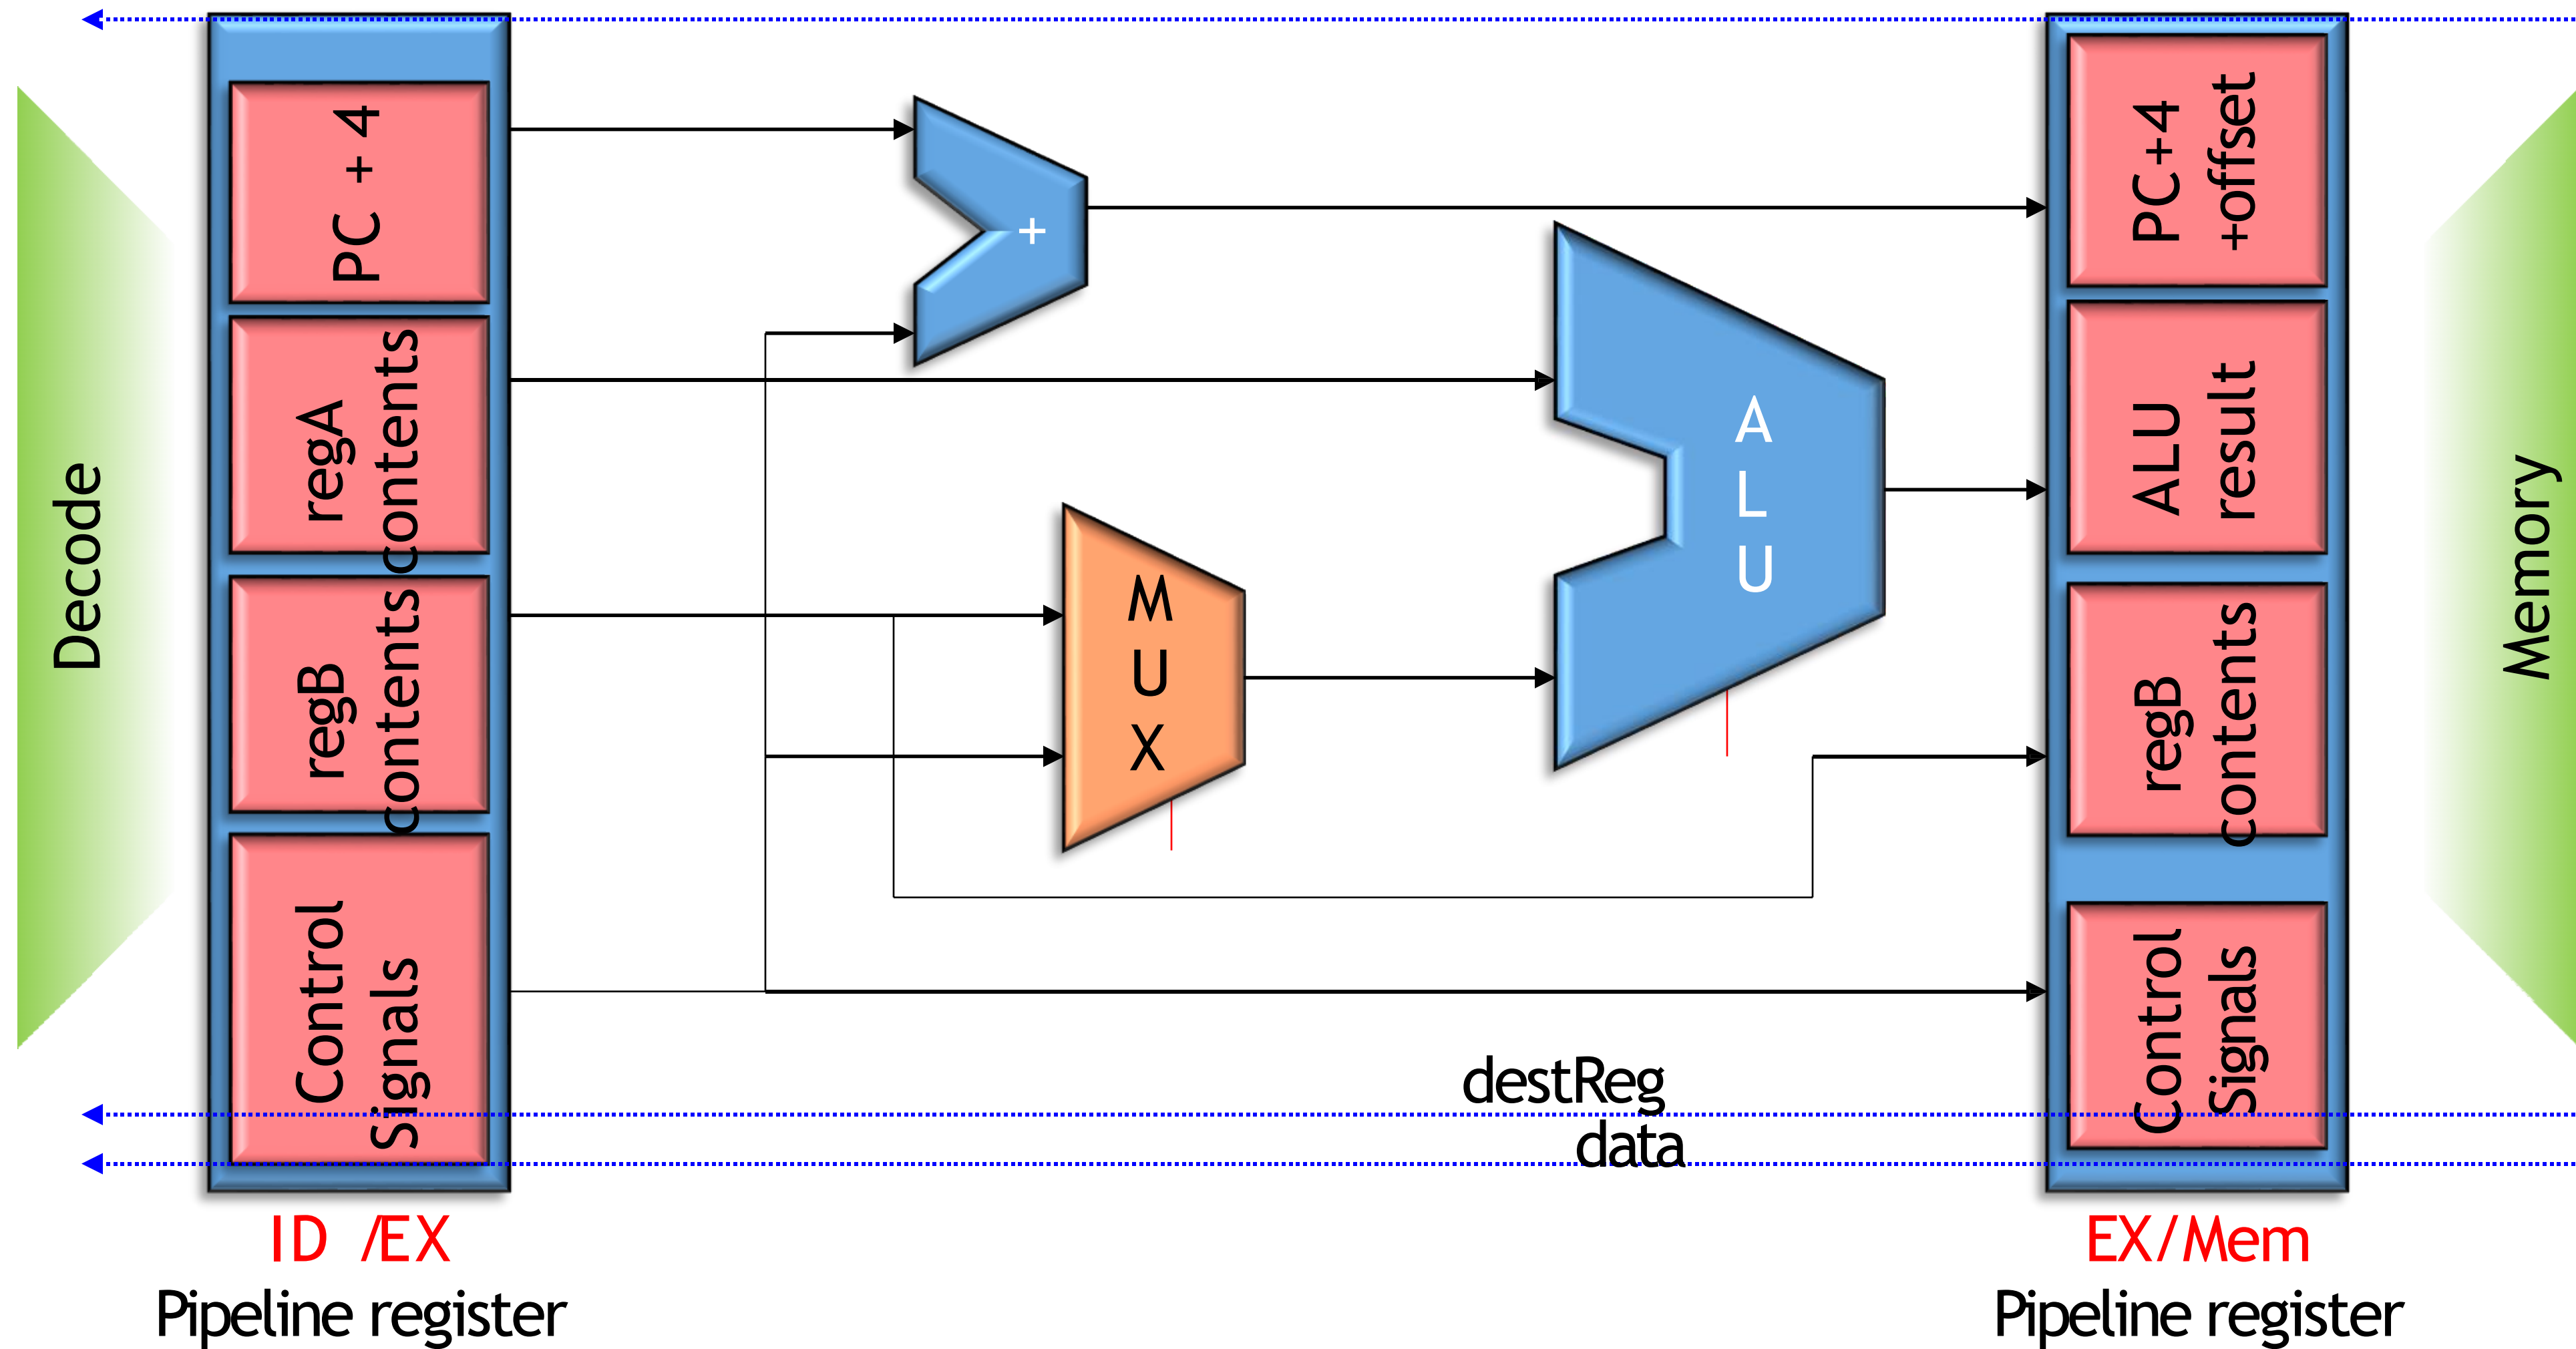 Decode
PC + 4
regA
contents
regB
contents
Control
Signals
+
M
U
X
A
L
U
PC+4
+offset
ALU
result
regB
contents
Control
Signals
Memory
destReg
data
ID /EX
Pipeline register
EX/Mem
Pipeline register